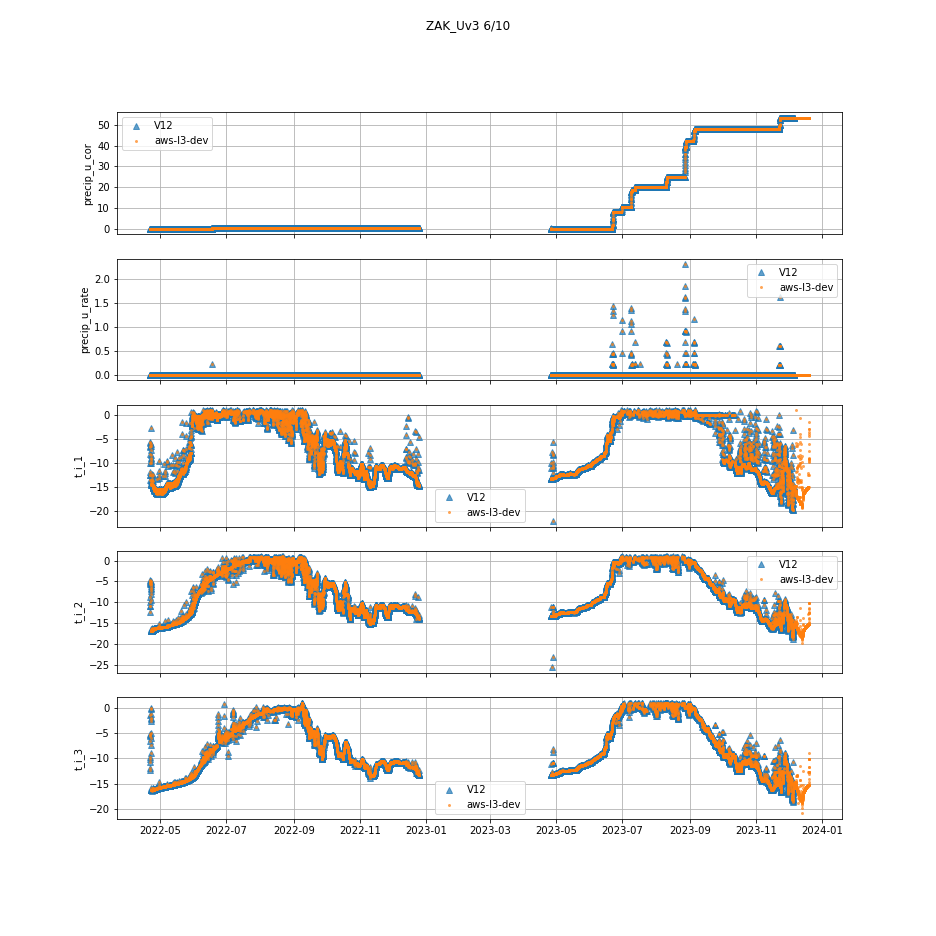 ZAK_Uv3 6/10
50
40
30
20
10
0
precip_u_cor
V12
aws-l3-dev
2.0
1.5
1.0
0.5
0.0
precip_u_rate
V12
aws-l3-dev
0
−5
−10
−15
−20
t_i_1
V12
aws-l3-dev
0
−5
−10
−15
−20
−25
t_i_2
V12
aws-l3-dev
0
−5
−10
−15
−20
t_i_3
V12
aws-l3-dev
2022-05 2022-07 2022-09 2022-11 2023-01 2023-03 2023-05 2023-07 2023-09 2023-11 2024-01